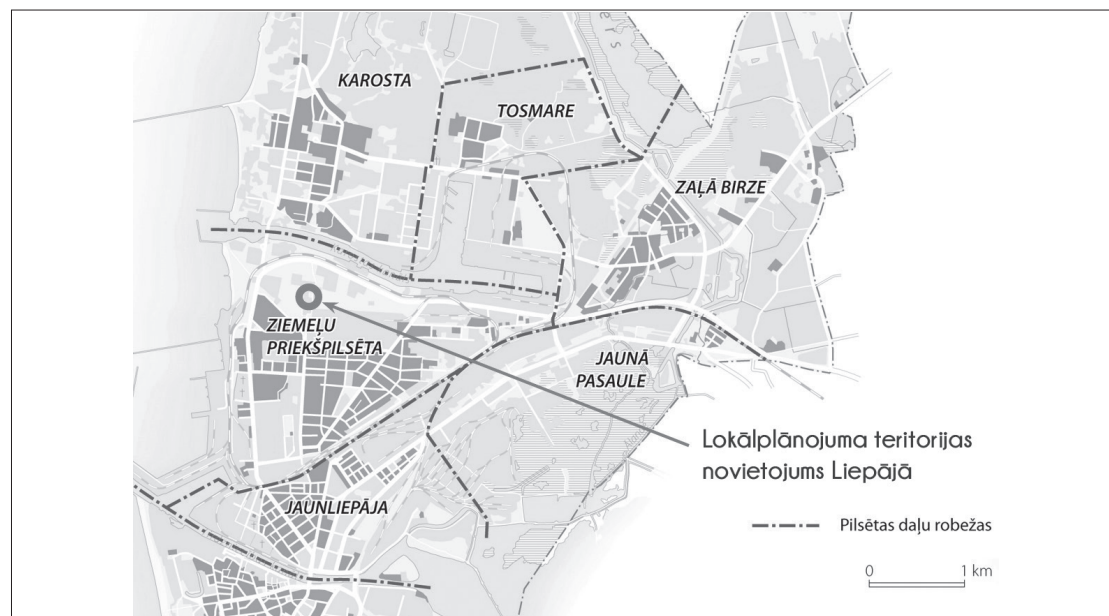 KAROSTA
TOSMARE
ZAĻĀ BIRZE
ZIEMEĻU
PRIEKŠPILSĒTA
JAUNĀ
PASAULE
Lokālplānojuma teritorijas
novietojums Liepājā
JAUNLIEPĀJA
Pilsētas daļu robežas
0 1 km